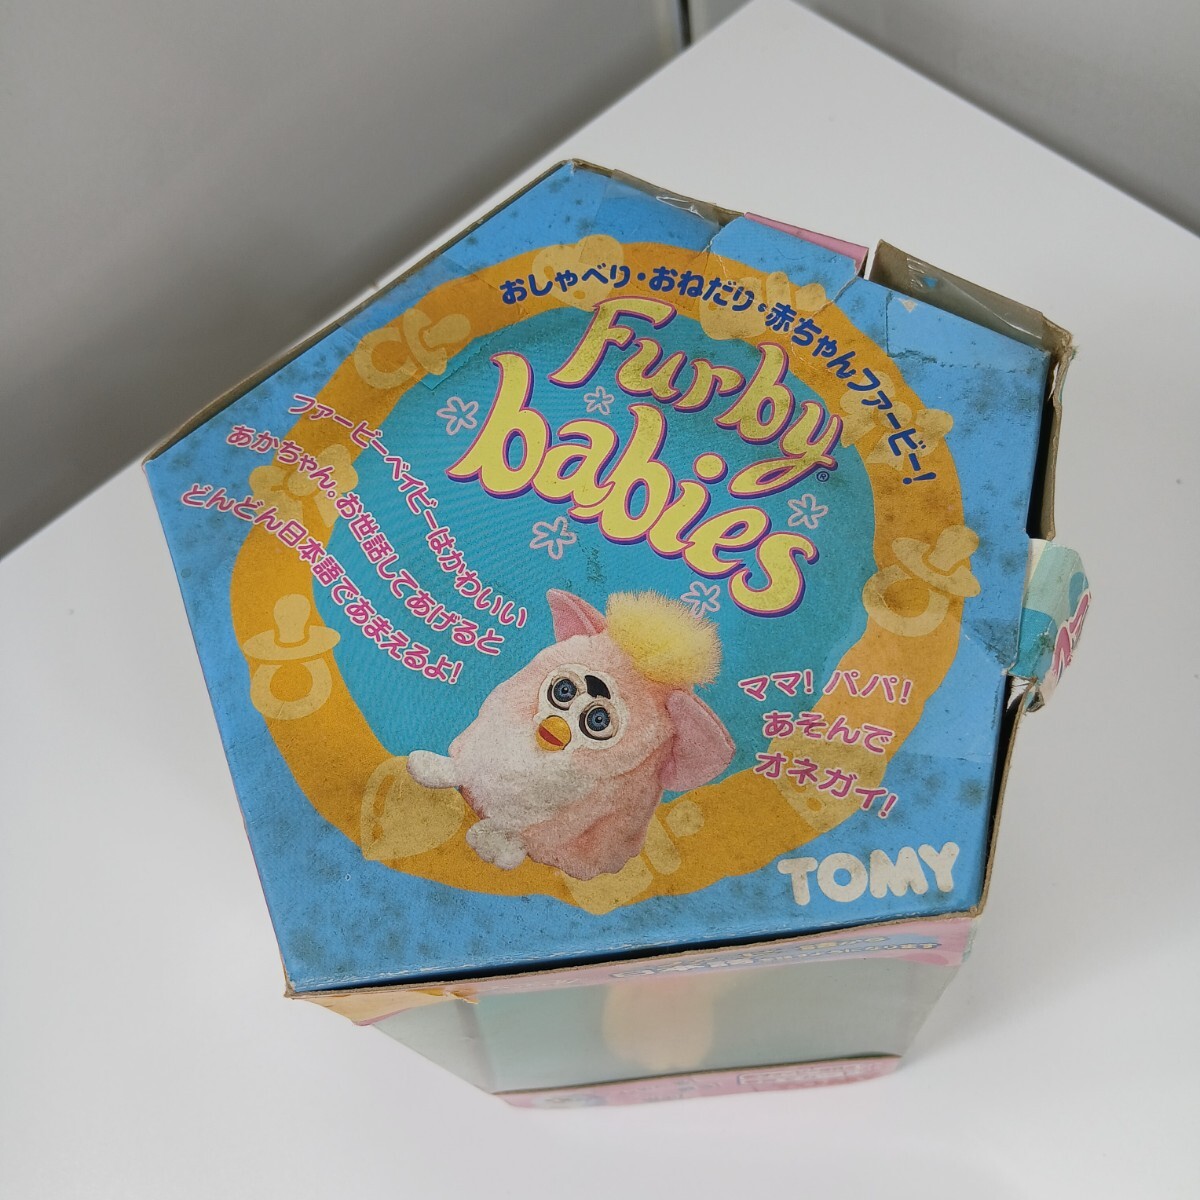 おしゃべり・おねだり・赤ちゃんファービー!
Furby®
babies
ファービーベイビーはかわいい
あかちゃん。お世話してあげると
どんどん日本語であまえるよ!
ママ! パパ!
あそんで
オネガイ!
TOMY